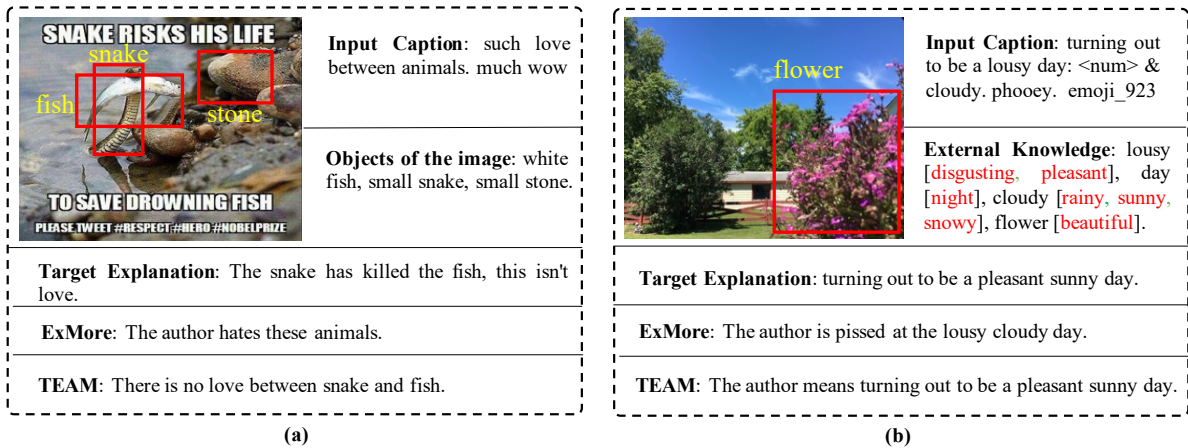 SNAKE RISKS HIS LIFE
snake
fish
stone
TO SAVE DROWNING FISH
PLEASE TWEET #RESPECT #HERO #NOBELPRIZE
Input Caption: such love
between animals. much wow
Objects of the image: white
fish, small snake, small stone.
Target Explanation: The snake has killed the fish, this isn't
love.
ExMore: The author hates these animals.
TEAM: There is no love between snake and fish.
(a)
flower
Input Caption: turning out
to be a lousy day: <num> &
cloudy. phooey. emoji_923
External Knowledge: lousy
[disgusting, pleasant], day
[night], cloudy [rainy, sunny,
snowy], flower [beautiful].
Target Explanation: turning out to be a pleasant sunny day.
ExMore: The author is pissed at the lousy cloudy day.
TEAM: The author means turning out to be a pleasant sunny day.
(b)